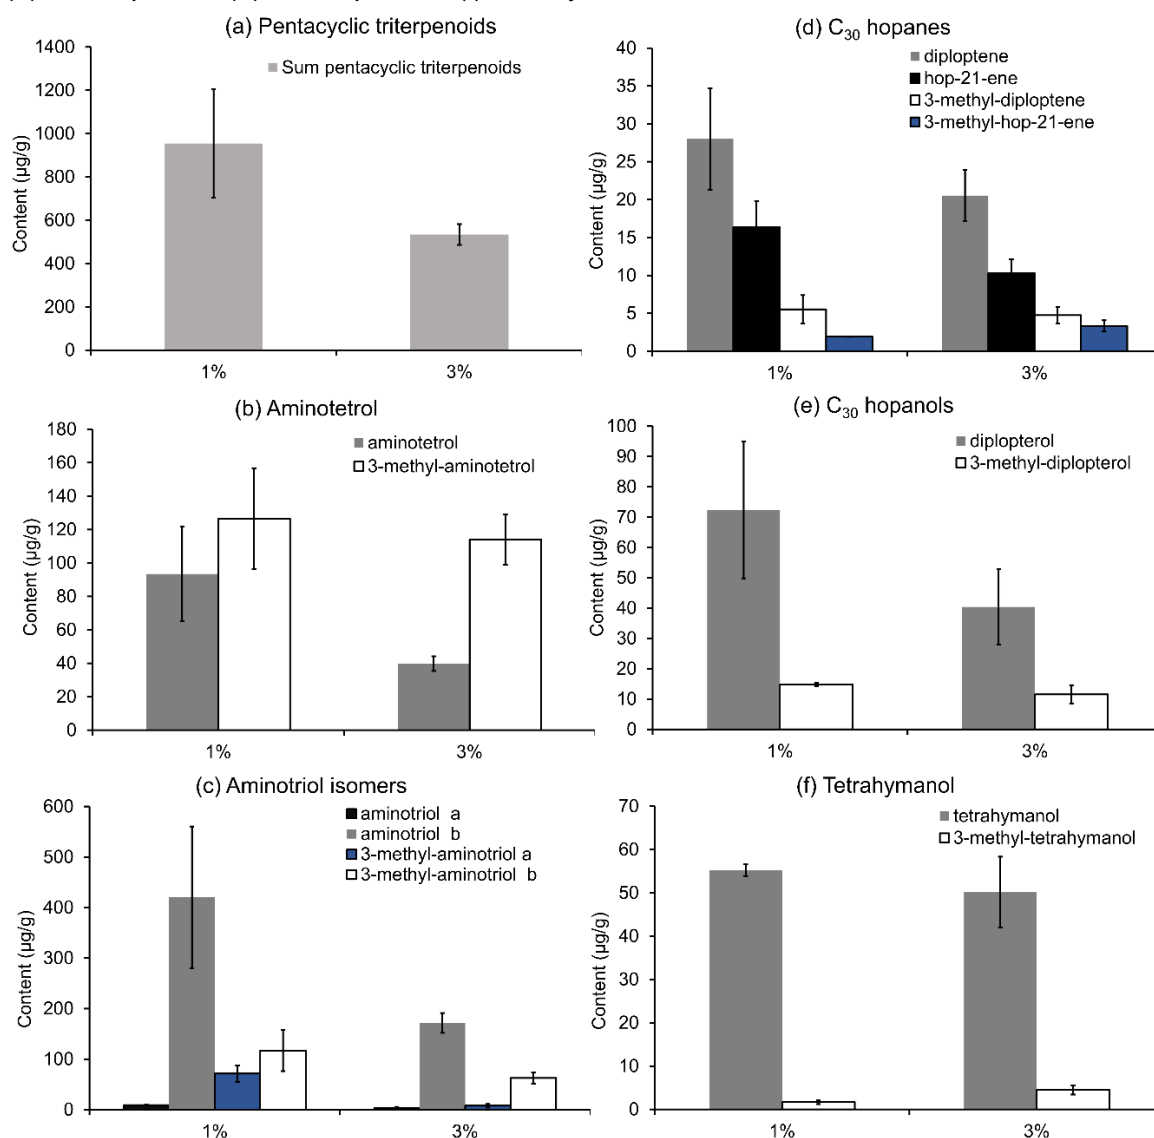 (a) Pentacyclic triterpenoids
1400
1200
1000
800
600
400
200
0
Content (µg/g)
Sum pentacyclic triterpenoids
1%
3%
(d) C30 hopanes
40
35
30
25
20
15
10
5
0
Content (µg/g)
diploptene
hop-21-ene
3-methyl-diploptene
3-methyl-hop-21-ene
1%
3%
(b) Aminotetrol
180
160
140
120
100
80
60
40
20
0
Content (µg/g)
aminotetrol
3-methyl-aminotetrol
1%
3%
(e) C30 hopanols
100
90
80
70
60
50
40
30
20
10
0
Content (µg/g)
diplopterol
3-methyl-diplopterol
1%
3%
(c) Aminotriol isomers
600
500
400
300
200
100
0
Content (µg/g)
aminotriol a
aminotriol b
3-methyl-aminotriol a
3-methyl-aminotriol b
1%
3%
(f) Tetrahymanol
70
60
50
40
30
20
10
0
Content (µg/g)
tetrahymanol
3-methyl-tetrahymanol
1%
3%